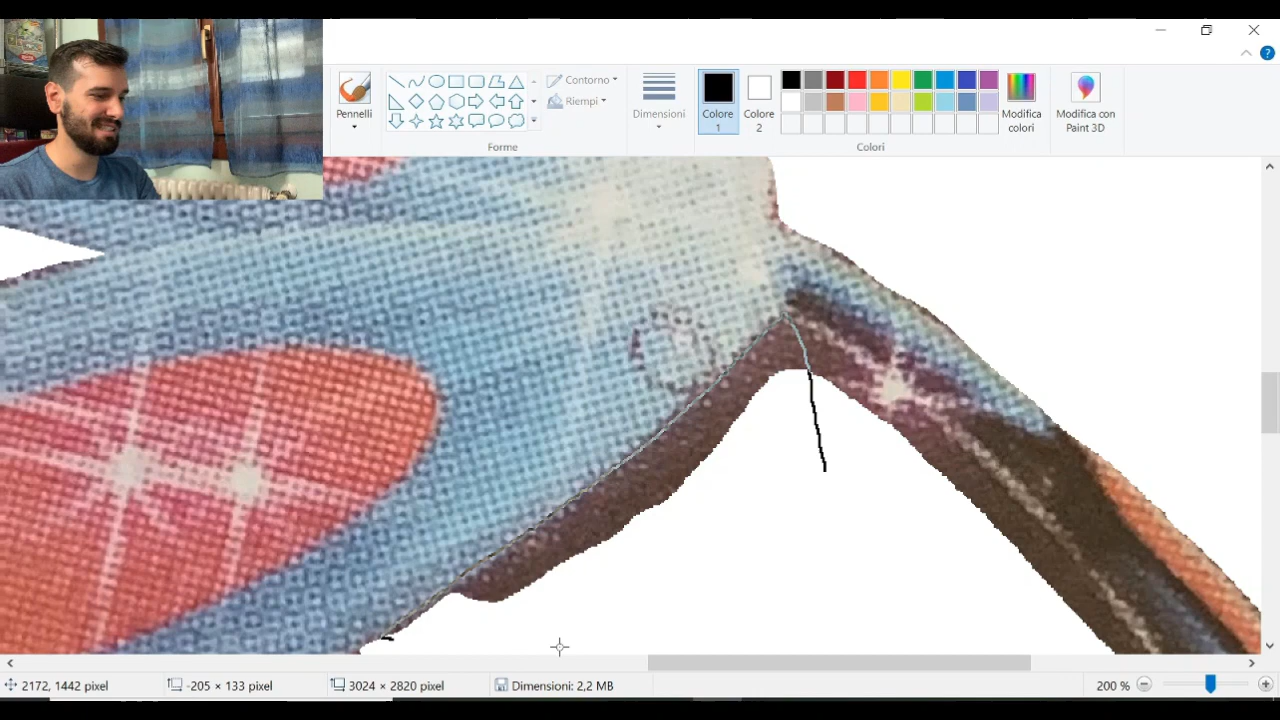 Pennelli
Contorno
Riempi
Forme
Dimensioni
Colore 1
Colore 2
Colori
Modifica colori
Modifica con Paint 3D
2172, 1442 pixel
-205 × 133 pixel
3024 × 2820 pixel
Dimensioni: 2,2 MB
200 %